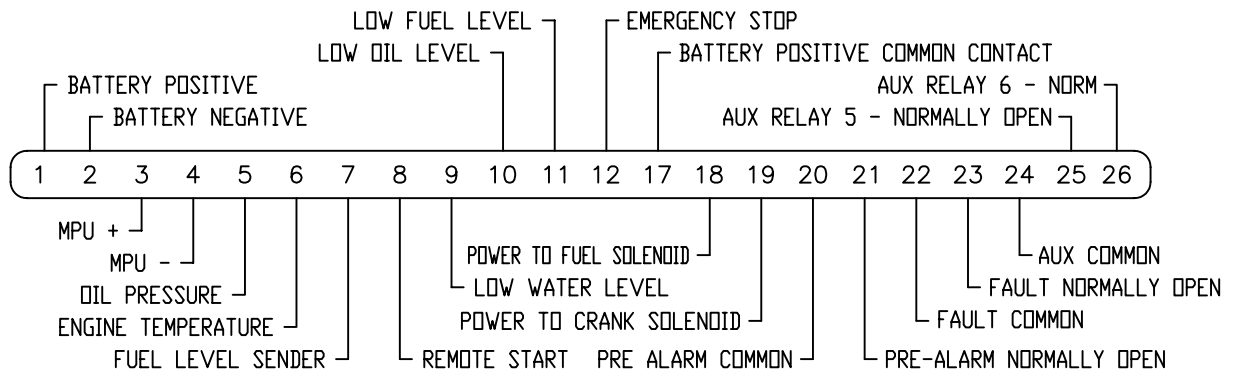 LOW FUEL LEVEL
EMERGENCY STOP
LOW OIL LEVEL
BATTERY POSITIVE COMMON CONTACT
BATTERY POSITIVE
AUX RELAY 6 - NORM
BATTERY NEGATIVE
AUX RELAY 5 - NORMALLY OPEN
1 2 3 4 5 6 7 8 9 10 11 12 17 18 19 20 21 22 23 24 25 26
MPU +
MPU -
POWER TO FUEL SOLENOID
AUX COMMON
OIL PRESSURE
LOW WATER LEVEL
FAULT NORMALLY OPEN
ENGINE TEMPERATURE
POWER TO CRANK SOLENOID
FAULT COMMON
FUEL LEVEL SENDER
REMOTE START
PRE ALARM COMMON
PRE-ALARM NORMALLY OPEN